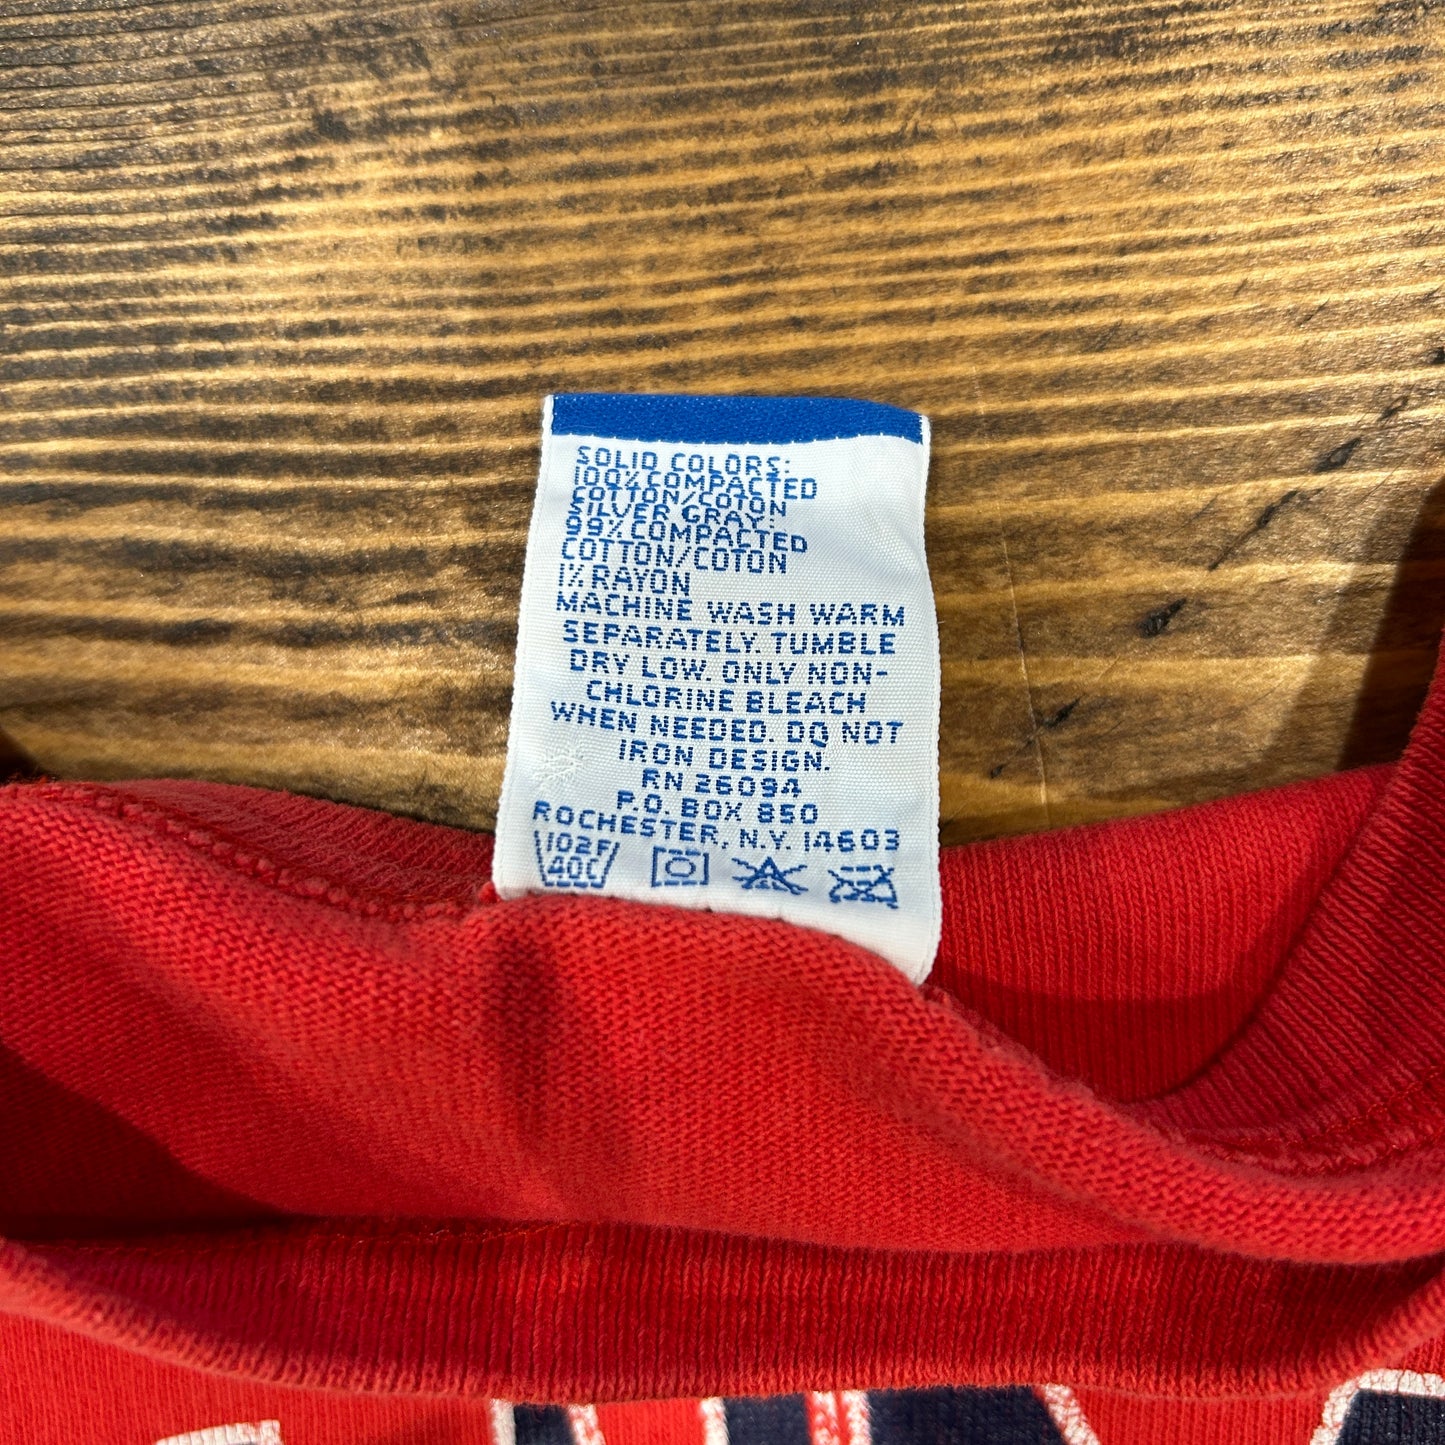 SOLID COLORS:
100% COMPACTED
COTTON/COTON
SILVER GRAY:
99% COMPACTED
COTTON/COTON
1% RAYON
MACHINE WASH WARM
SEPARATELY. TUMBLE
DRY LOW. ONLY NON-
CHLORINE BLEACH
WHEN NEEDED. DO NOT
IRON DESIGN.
RN 26094
P.O. BOX 850
ROCHESTER, N.Y. 14603
102F
40C